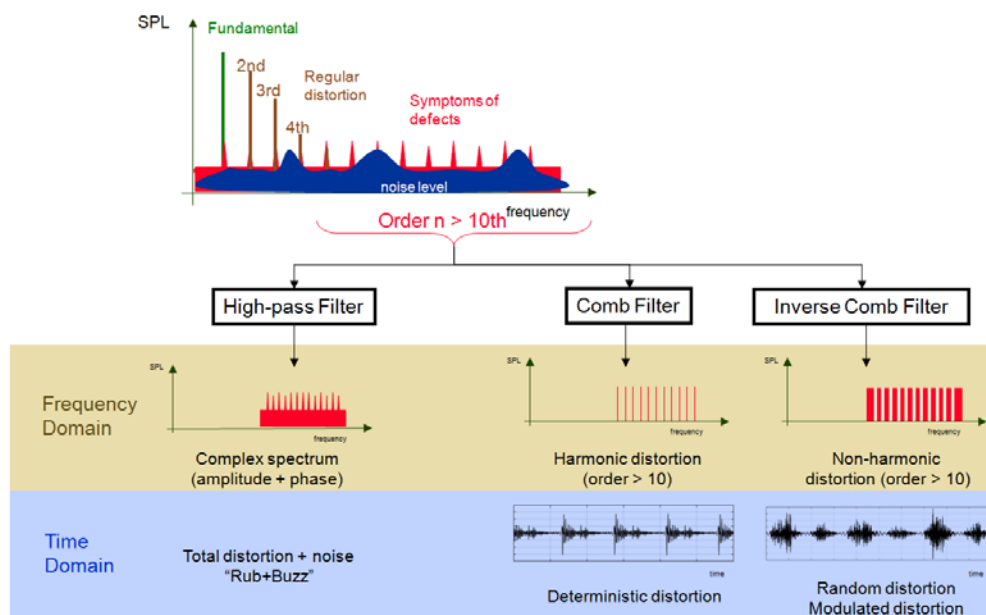 SPL
Fundamental
2nd
3rd
4th
Regular
distortion
Symptoms of
defects
noise level
frequency
Order n > 10th
High-pass Filter
Comb Filter
Inverse Comb Filter
Frequency
Domain
SPL
frequency
Complex spectrum
(amplitude + phase)
SPL
frequency
Harmonic distortion
(order > 10)
SPL
frequency
Non-harmonic
distortion (order > 10)
Time
Domain
Total distortion + noise
“Rub+Buzz”
time
Deterministic distortion
time
Random distortion
Modulated distortion